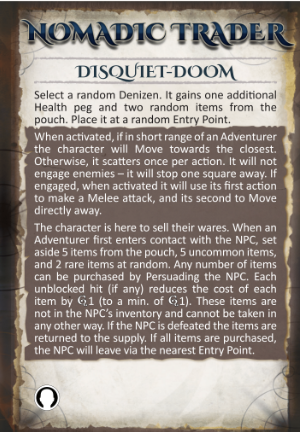 NOMADIC TRADER
DISQUIET-DOOM
Select a random Denizen. It gains one additional
Health peg and two random items from the
pouch. Place it at a random Entry Point.
When activated, if in short range of an Adventurer
the character will Move towards the closest.
Otherwise, it scatters once per action. It will not
engage enemies – it will stop one square away. If
engaged, when activated it will use its first action
to make a Melee attack, and its second to Move
directly away.
The character is here to sell their wares. When an
Adventurer first enters contact with the NPC, set
aside 5 items from the pouch, 5 uncommon items,
and 2 rare items at random. Any number of items
can be purchased by Persuading the NPC. Each
unblocked hit (if any) reduces the cost of each
item by 1 (to a min. of 1). These items are
not in the NPC's inventory and cannot be taken in
any other way. If the NPC is defeated the items are
returned to the supply. If all items are purchased,
the NPC will leave via the nearest Entry Point.